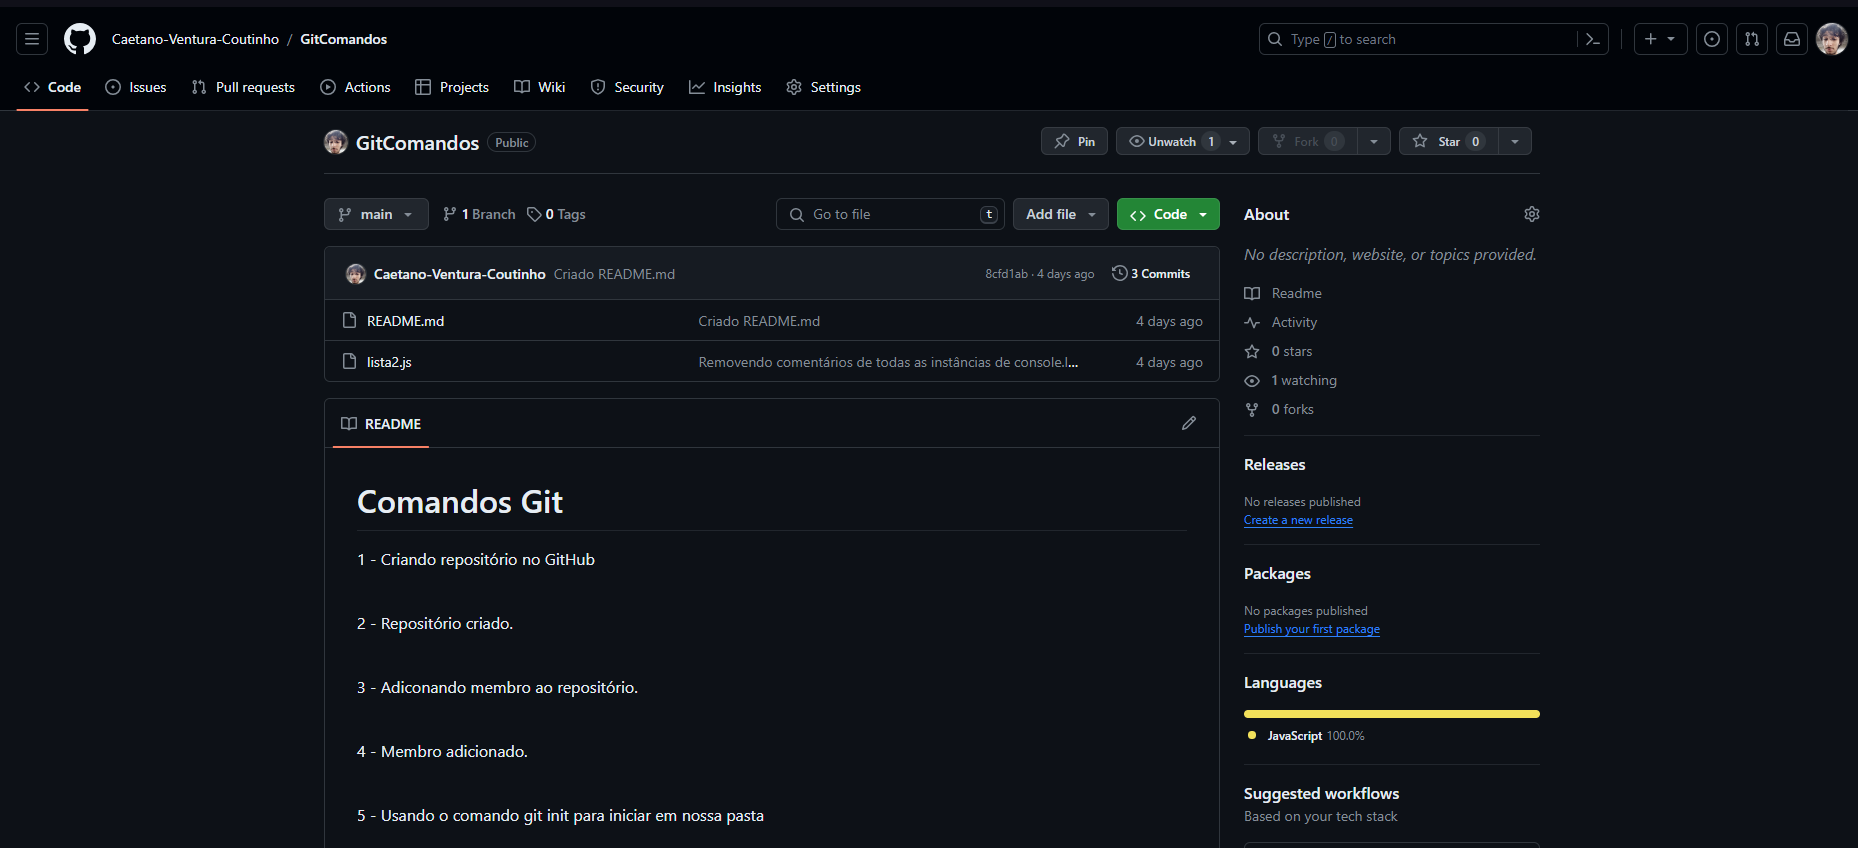 Caetano-Ventura-Coutinho / GitComandos
Type / to search
Code Issues Pull requests Actions Projects Wiki Security Insights Settings
GitComandos Public
Pin Unwatch 1 Fork 0 Star 0
main 1 Branch 0 Tags
Go to file t Add file Code
Caetano-Ventura-Coutinho Criado README.md 8cfd1ab · 4 days ago 3 Commits
README.md Criado README.md 4 days ago
lista2.js Removendo comentários de todas as instâncias de console.l... 4 days ago
README
Comandos Git
1 - Criando repositório no GitHub
2 - Repositório criado.
3 - Adiconando membro ao repositório.
4 - Membro adicionado.
5 - Usando o comando git init para iniciar em nossa pasta
About
No description, website, or topics provided.
Readme
Activity
0 stars
1 watching
0 forks
Releases
No releases published
Create a new release
Packages
No packages published
Publish your first package
Languages
JavaScript 100.0%
Suggested workflows
Based on your tech stack